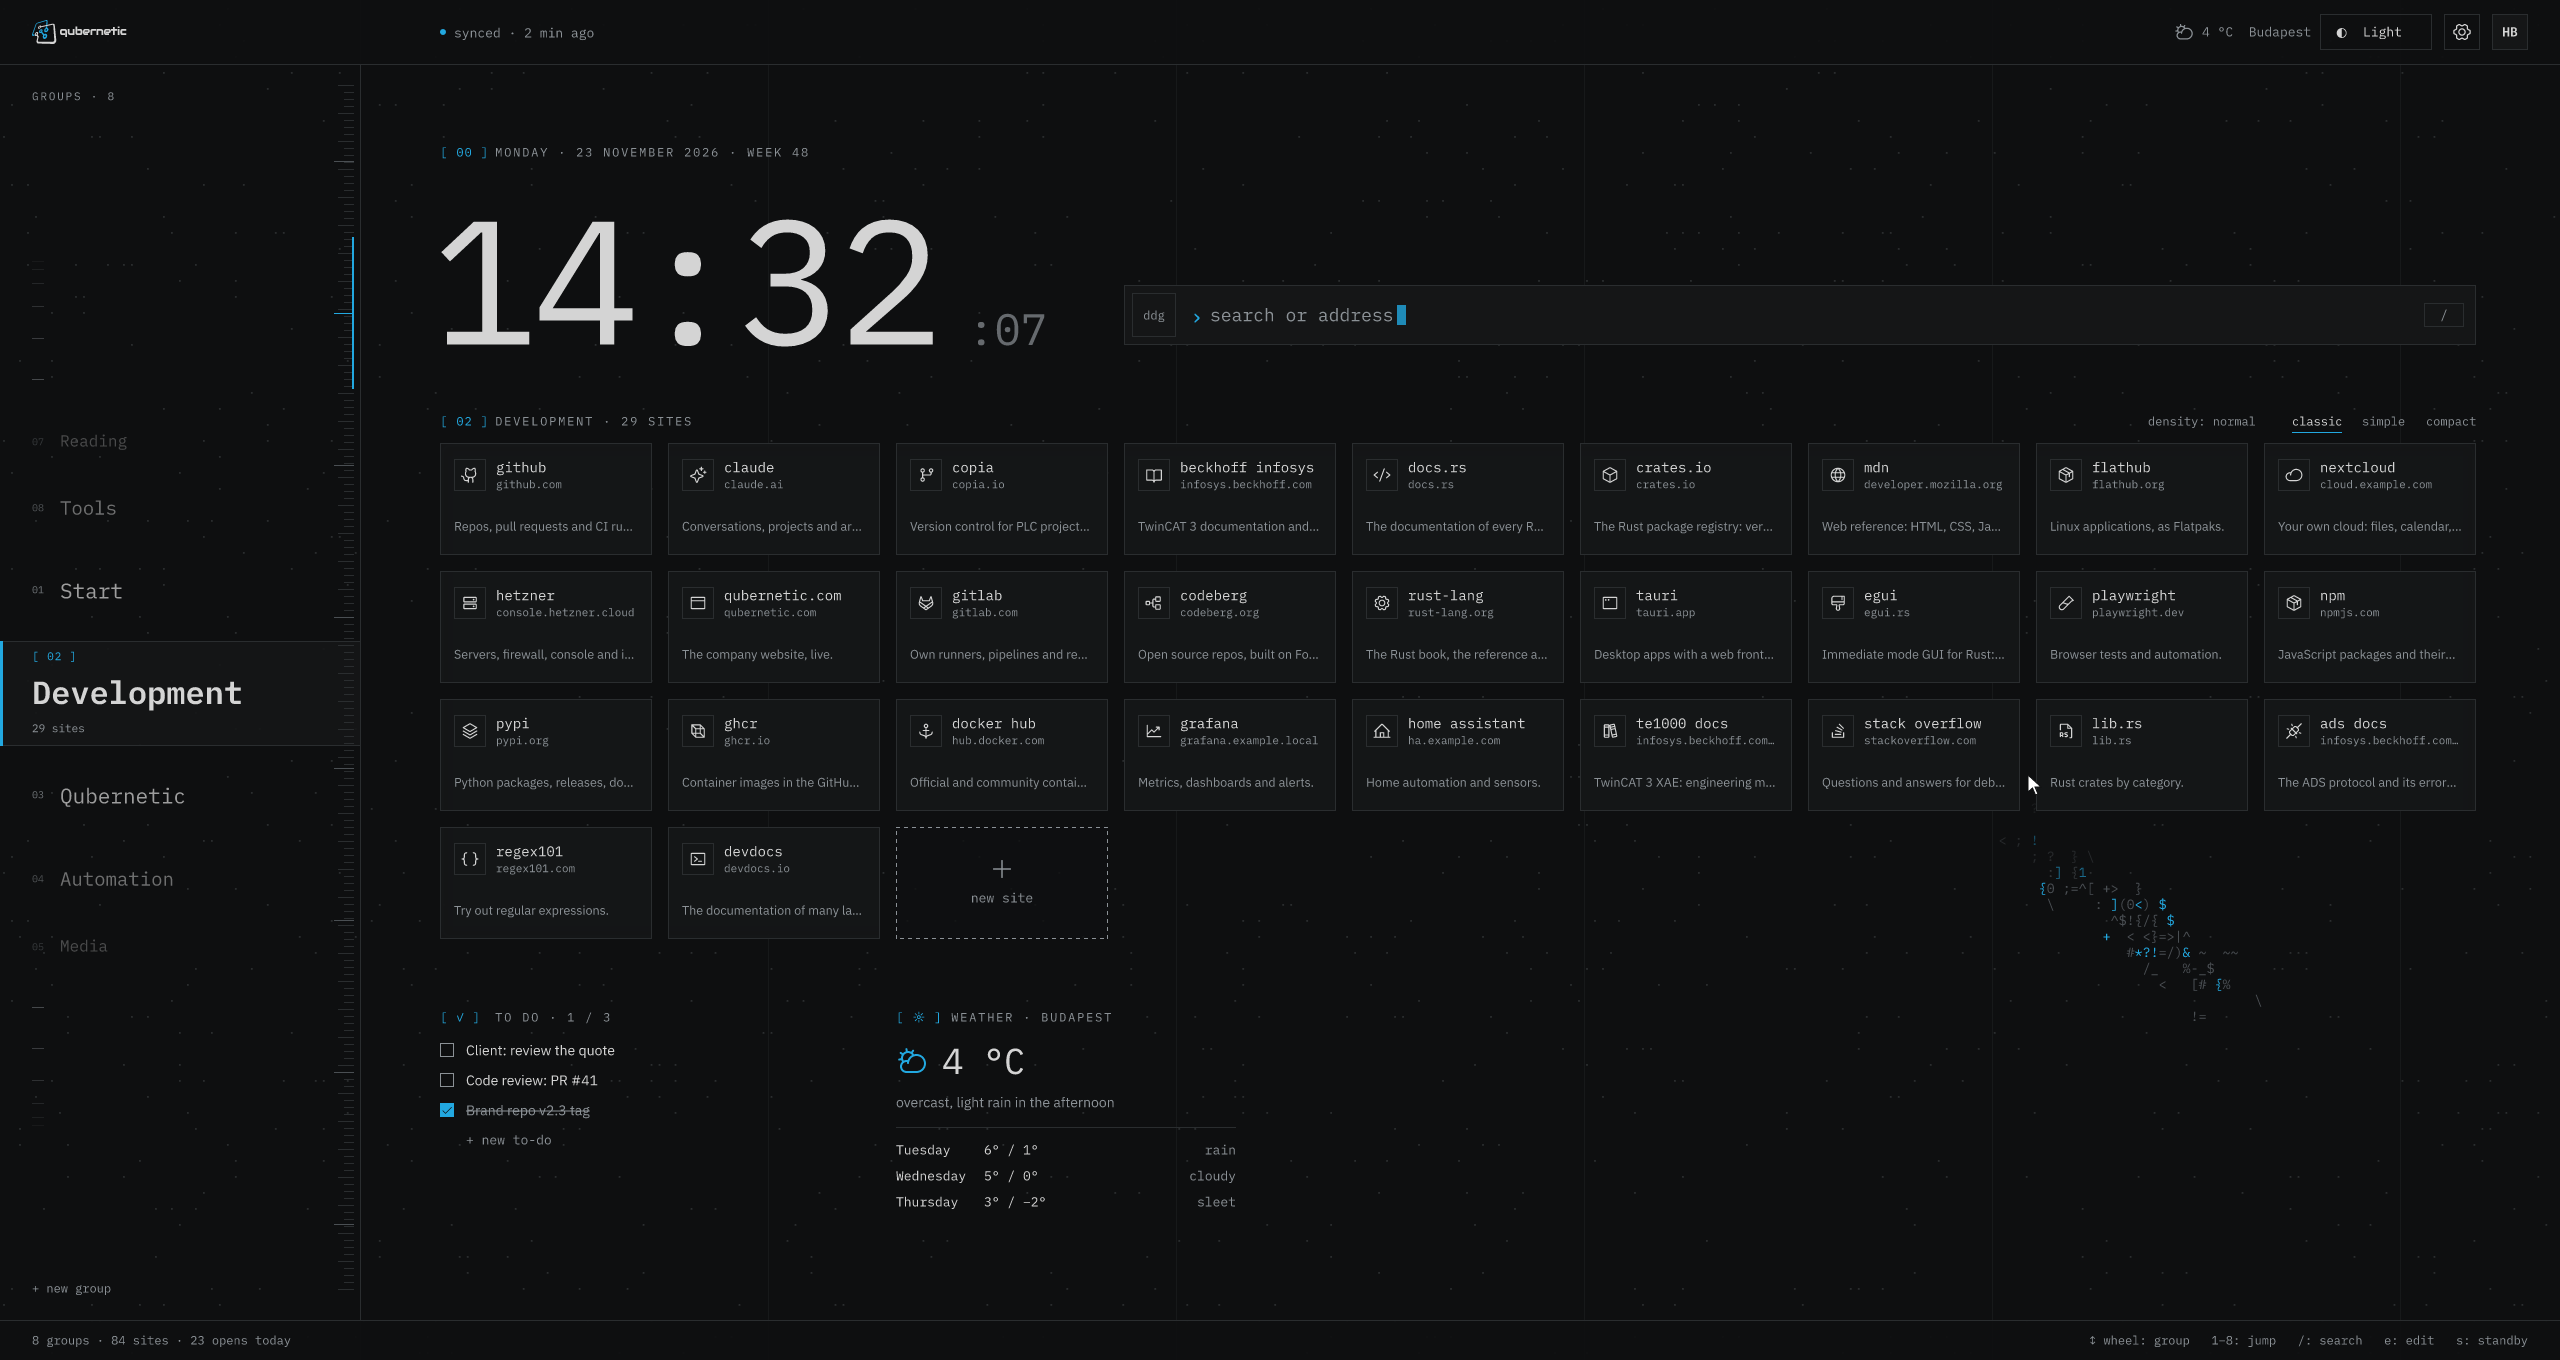 qubernetic
synced · 2 min ago
4 °C Budapest
Light
HB
GROUPS · 8
07 Reading
08 Tools
01 Start
[ 02 ]
Development
29 sites
03 Qubernetic
04 Automation
05 Media
+ new group
[ 00 ] MONDAY · 23 NOVEMBER 2026 · WEEK 48
14:32 :07
ddg › search or address /
[ 02 ] DEVELOPMENT · 29 SITES
density: normal classic simple compact
github
github.com
Repos, pull requests and CI ru…
claude
claude.ai
Conversations, projects and ar…
copia
copia.io
Version control for PLC project…
beckhoff infosys
infosys.beckhoff.com
TwinCAT 3 documentation and…
docs.rs
docs.rs
The documentation of every R…
crates.io
crates.io
The Rust package registry: ver…
mdn
developer.mozilla.org
Web reference: HTML, CSS, Ja…
flathub
flathub.org
Linux applications, as Flatpaks.
nextcloud
cloud.example.com
Your own cloud: files, calendar,…
hetzner
console.hetzner.cloud
Servers, firewall, console and i…
qubernetic.com
qubernetic.com
The company website, live.
gitlab
gitlab.com
Own runners, pipelines and re…
codeberg
codeberg.org
Open source repos, built on Fo…
rust-lang
rust-lang.org
The Rust book, the reference a…
tauri
tauri.app
Desktop apps with a web front…
egui
egui.rs
Immediate mode GUI for Rust:…
playwright
playwright.dev
Browser tests and automation.
npm
npmjs.com
JavaScript packages and their…
pypi
pypi.org
Python packages, releases, do…
ghcr
ghcr.io
Container images in the GitHu…
docker hub
hub.docker.com
Official and community contai…
grafana
grafana.example.local
Metrics, dashboards and alerts.
home assistant
ha.example.com
Home automation and sensors.
te1000 docs
infosys.beckhoff.com…
TwinCAT 3 XAE: engineering m…
stack overflow
stackoverflow.com
Questions and answers for deb…
lib.rs
lib.rs
Rust crates by category.
ads docs
infosys.beckhoff.com…
The ADS protocol and its error…
regex101
regex101.com
Try out regular expressions.
devdocs
devdocs.io
The documentation of many la…
+
new site
[ √ ] TO DO · 1 / 3
Client: review the quote
Code review: PR #41
Brand repo v2.3 tag
+ new to-do
[ ☼ ] WEATHER · BUDAPEST
4 °C
overcast, light rain in the afternoon
Tuesday 6° / 1° rain
Wednesday 5° / 0° cloudy
Thursday 3° / −2° sleet
8 groups · 84 sites · 23 opens today
↕ wheel: group 1–8: jump /: search e: edit s: standby